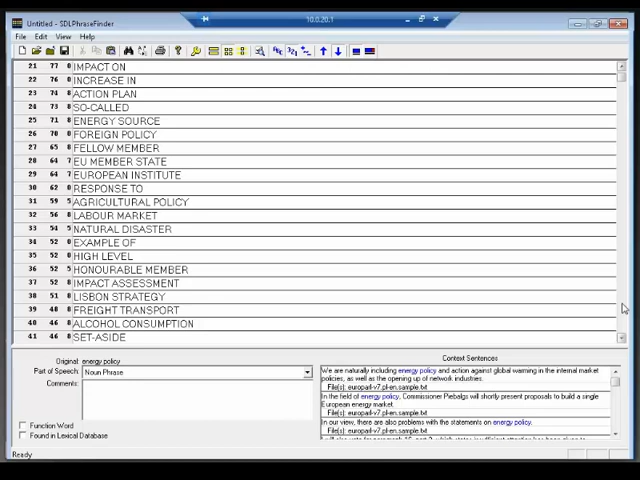 10.0.20.1
Untitled - SDLPhraseFinder
File Edit View Help
21 77 0 IMPACT ON
22 76 0 INCREASE IN
23 74 8 ACTION PLAN
24 73 8 SO-CALLED
25 71 8 ENERGY SOURCE
26 70 0 FOREIGN POLICY
27 65 8 FELLOW MEMBER
28 64 7 EU MEMBER STATE
29 64 7 EUROPEAN INSTITUTE
30 62 0 RESPONSE TO
31 59 5 AGRICULTURAL POLICY
32 56 8 LABOUR MARKET
33 54 5 NATURAL DISASTER
34 52 0 EXAMPLE OF
35 52 0 HIGH LEVEL
36 52 5 HONOURABLE MEMBER
37 52 8 IMPACT ASSESSMENT
38 51 8 LISBON STRATEGY
39 48 8 FREIGHT TRANSPORT
40 46 8 ALCOHOL CONSUMPTION
41 46 8 SET-ASIDE
Original: energy policy
Part of Speech: Noun Phrase
Comments:
Function Word
Found in Lexical Database
Context Sentences
We are naturally including energy policy and action against global warming in the internal market
policies, as well as the opening up of network industries.
File(s): europarl-v7.pl-en.sample.txt
In the field of energy policy, Commissioner Piebalgs will shortly present proposals to build a single
European energy market.
File(s): europarl-v7.pl-en.sample.txt
In our view, there are also problems with the statements on energy policy.
File(s): europarl-v7.pl-en.sample.txt
Ready